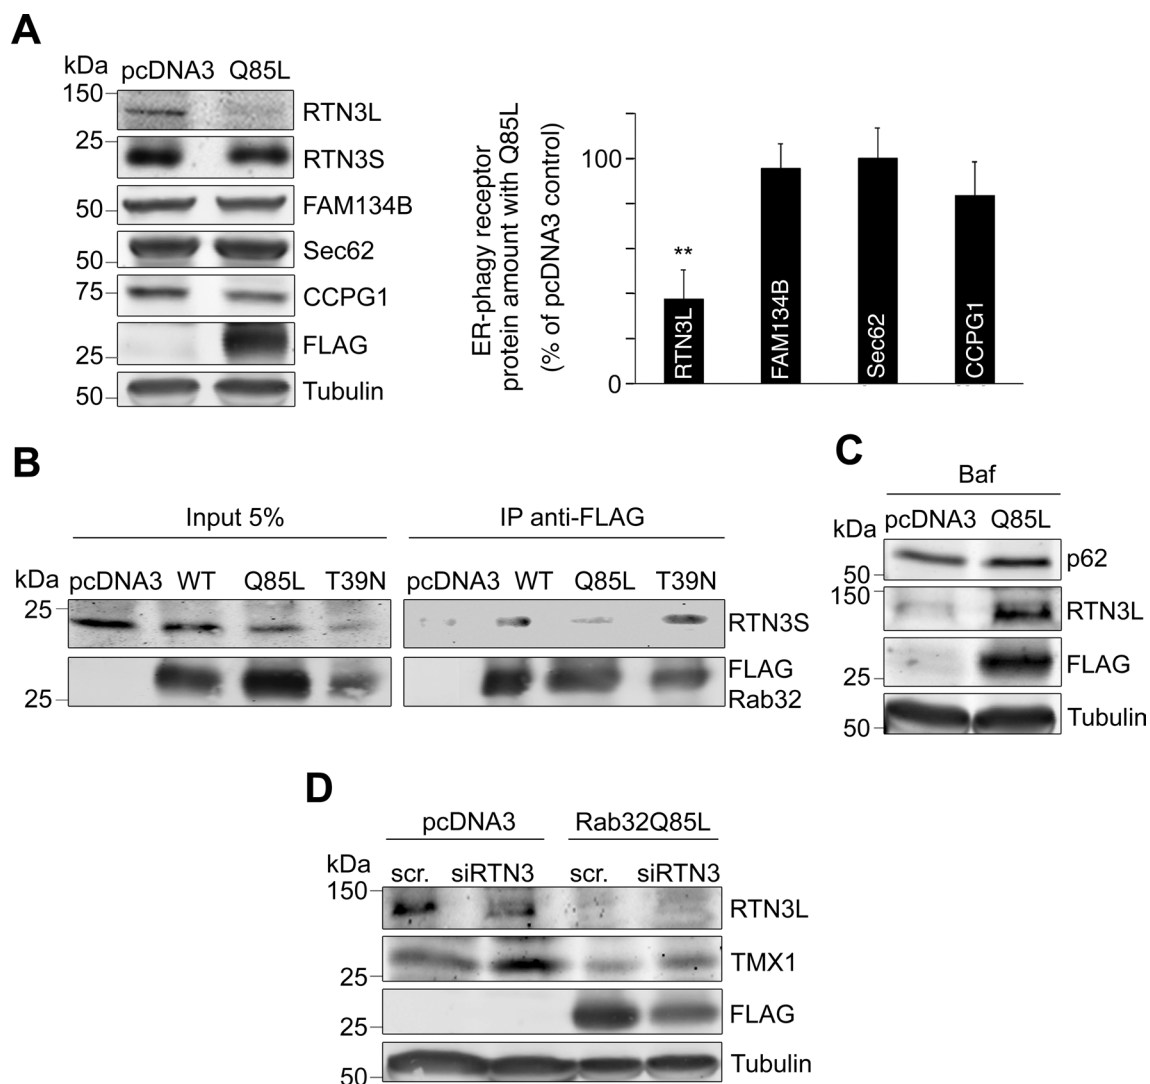 A
kDa
pcDNA3 Q85L
150
RTN3L
25
RTN3S
50
FAM134B
50
Sec62
75
CCPG1
25
FLAG
50
Tubulin
ER-phagy receptor
protein amount with Q85L
(% of pcDNA3 control)
100
0
**
RTN3L
FAM134B
Sec62
CCPG1
B
Input 5%
IP anti-FLAG
kDa
pcDNA3 WT Q85L T39N
pcDNA3 WT Q85L T39N
25
RTN3S
25
FLAG
Rab32
C
Baf
kDa
pcDNA3 Q85L
50
p62
150
RTN3L
25
FLAG
50
Tubulin
D
pcDNA3
Rab32Q85L
kDa
scr. siRTN3 scr. siRTN3
150
RTN3L
25
TMX1
25
FLAG
50
Tubulin